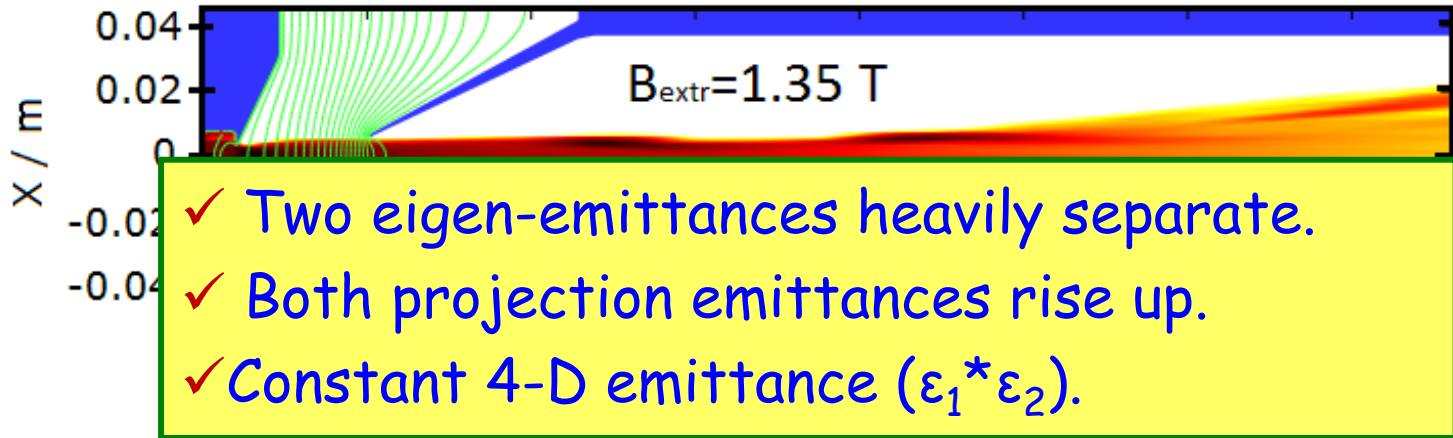 0.04
0.02
X / m
0
-0.02
-0.04
Bₑₓₜᵣ=1.35 T
✓ Two eigen-emittances heavily separate.
✓ Both projection emittances rise up.
✓Constant 4-D emittance (ε₁*ε₂).